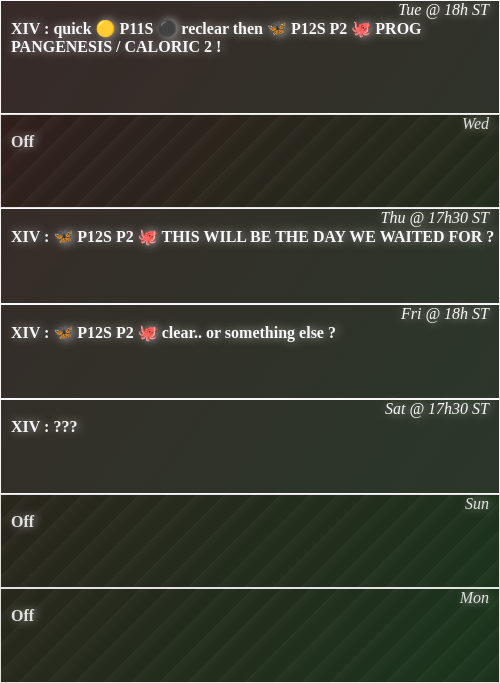 Tue @ 18h ST
XIV : quick 🟡 P11S ⚫ reclear then 🦋 P12S P2 🐙 PROG
PANGENESIS / CALORIC 2 !
Wed
Off
Thu @ 17h30 ST
XIV : 🦋 P12S P2 🐙 THIS WILL BE THE DAY WE WAITED FOR ?
Fri @ 18h ST
XIV : 🦋 P12S P2 🐙 clear.. or something else ?
Sat @ 17h30 ST
XIV : ???
Sun
Off
Mon
Off